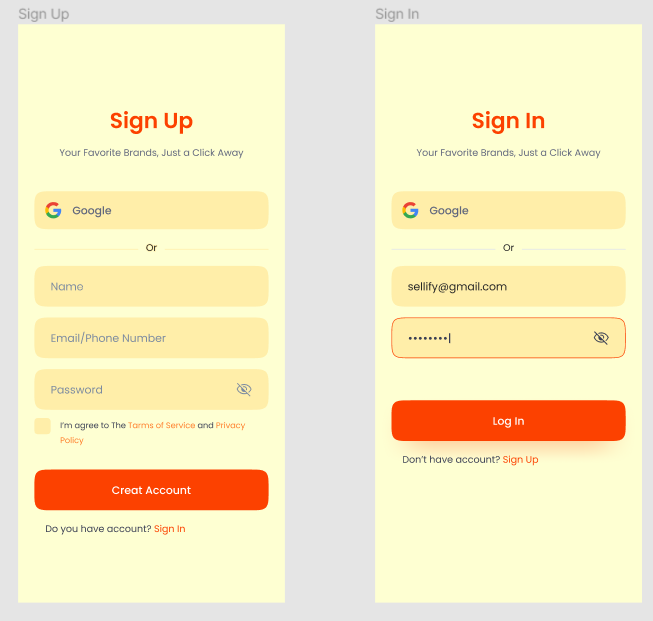 Sign Up
Sign Up
Your Favorite Brands, Just a Click Away
Google
Or
Name
Email/Phone Number
Password
I'm agree to The Tarms of Service and Privacy
Policy
Creat Account
Do you have account? Sign In
Sign In
Sign In
Your Favorite Brands, Just a Click Away
Google
Or
sellify@gmail.com
••••••••|
Log In
Don't have account? Sign Up